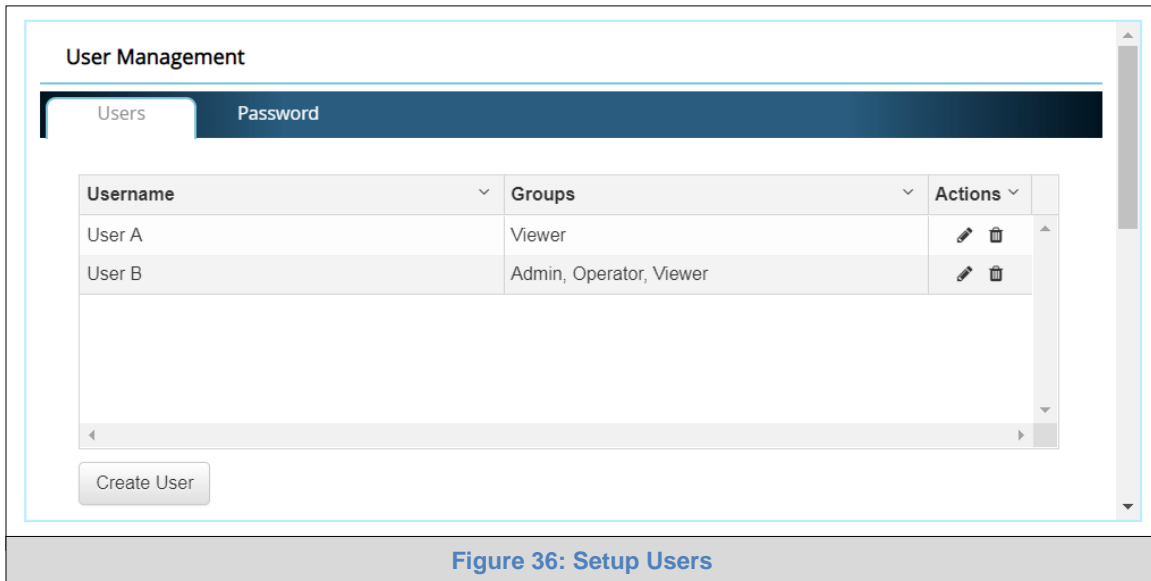 User Management
Users Password
Username Groups Actions
User A Viewer
User B Admin, Operator, Viewer
Create User
Figure 36: Setup Users